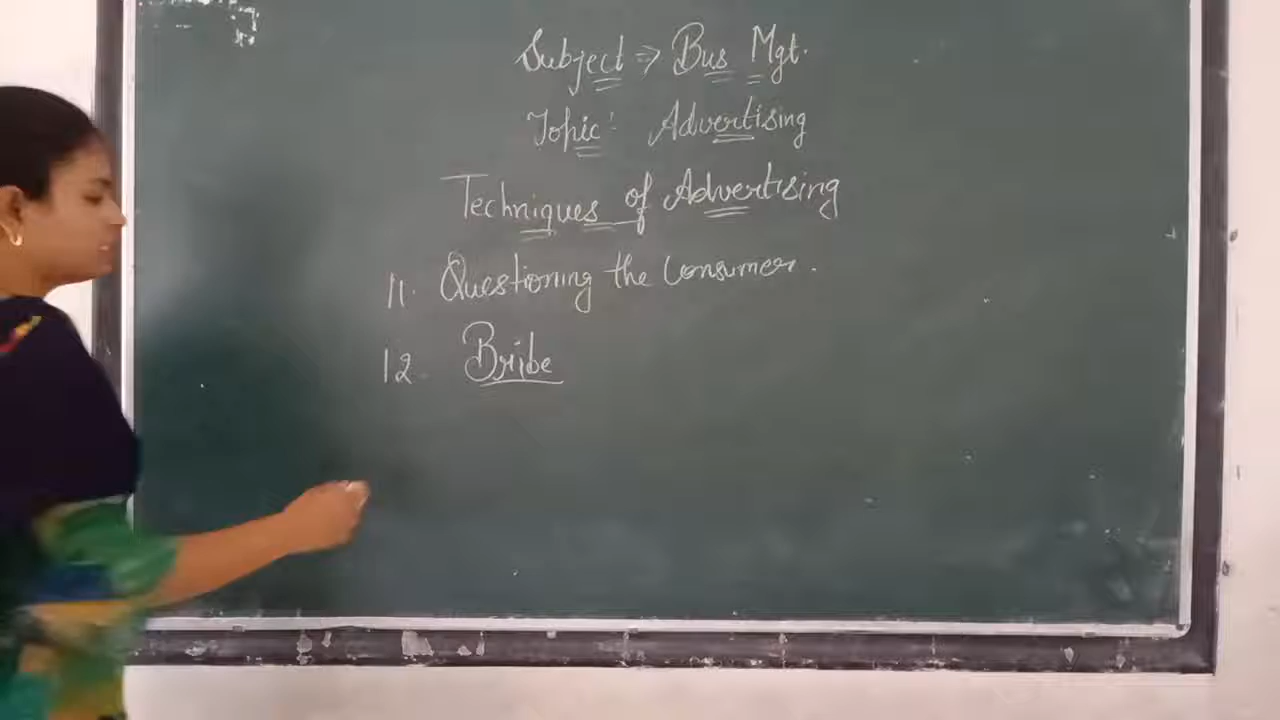 Subject => Bus Mgt.
Topic: Advertising
Techniques of Advertising
11. Questioning the Consumer.
12. Bribe